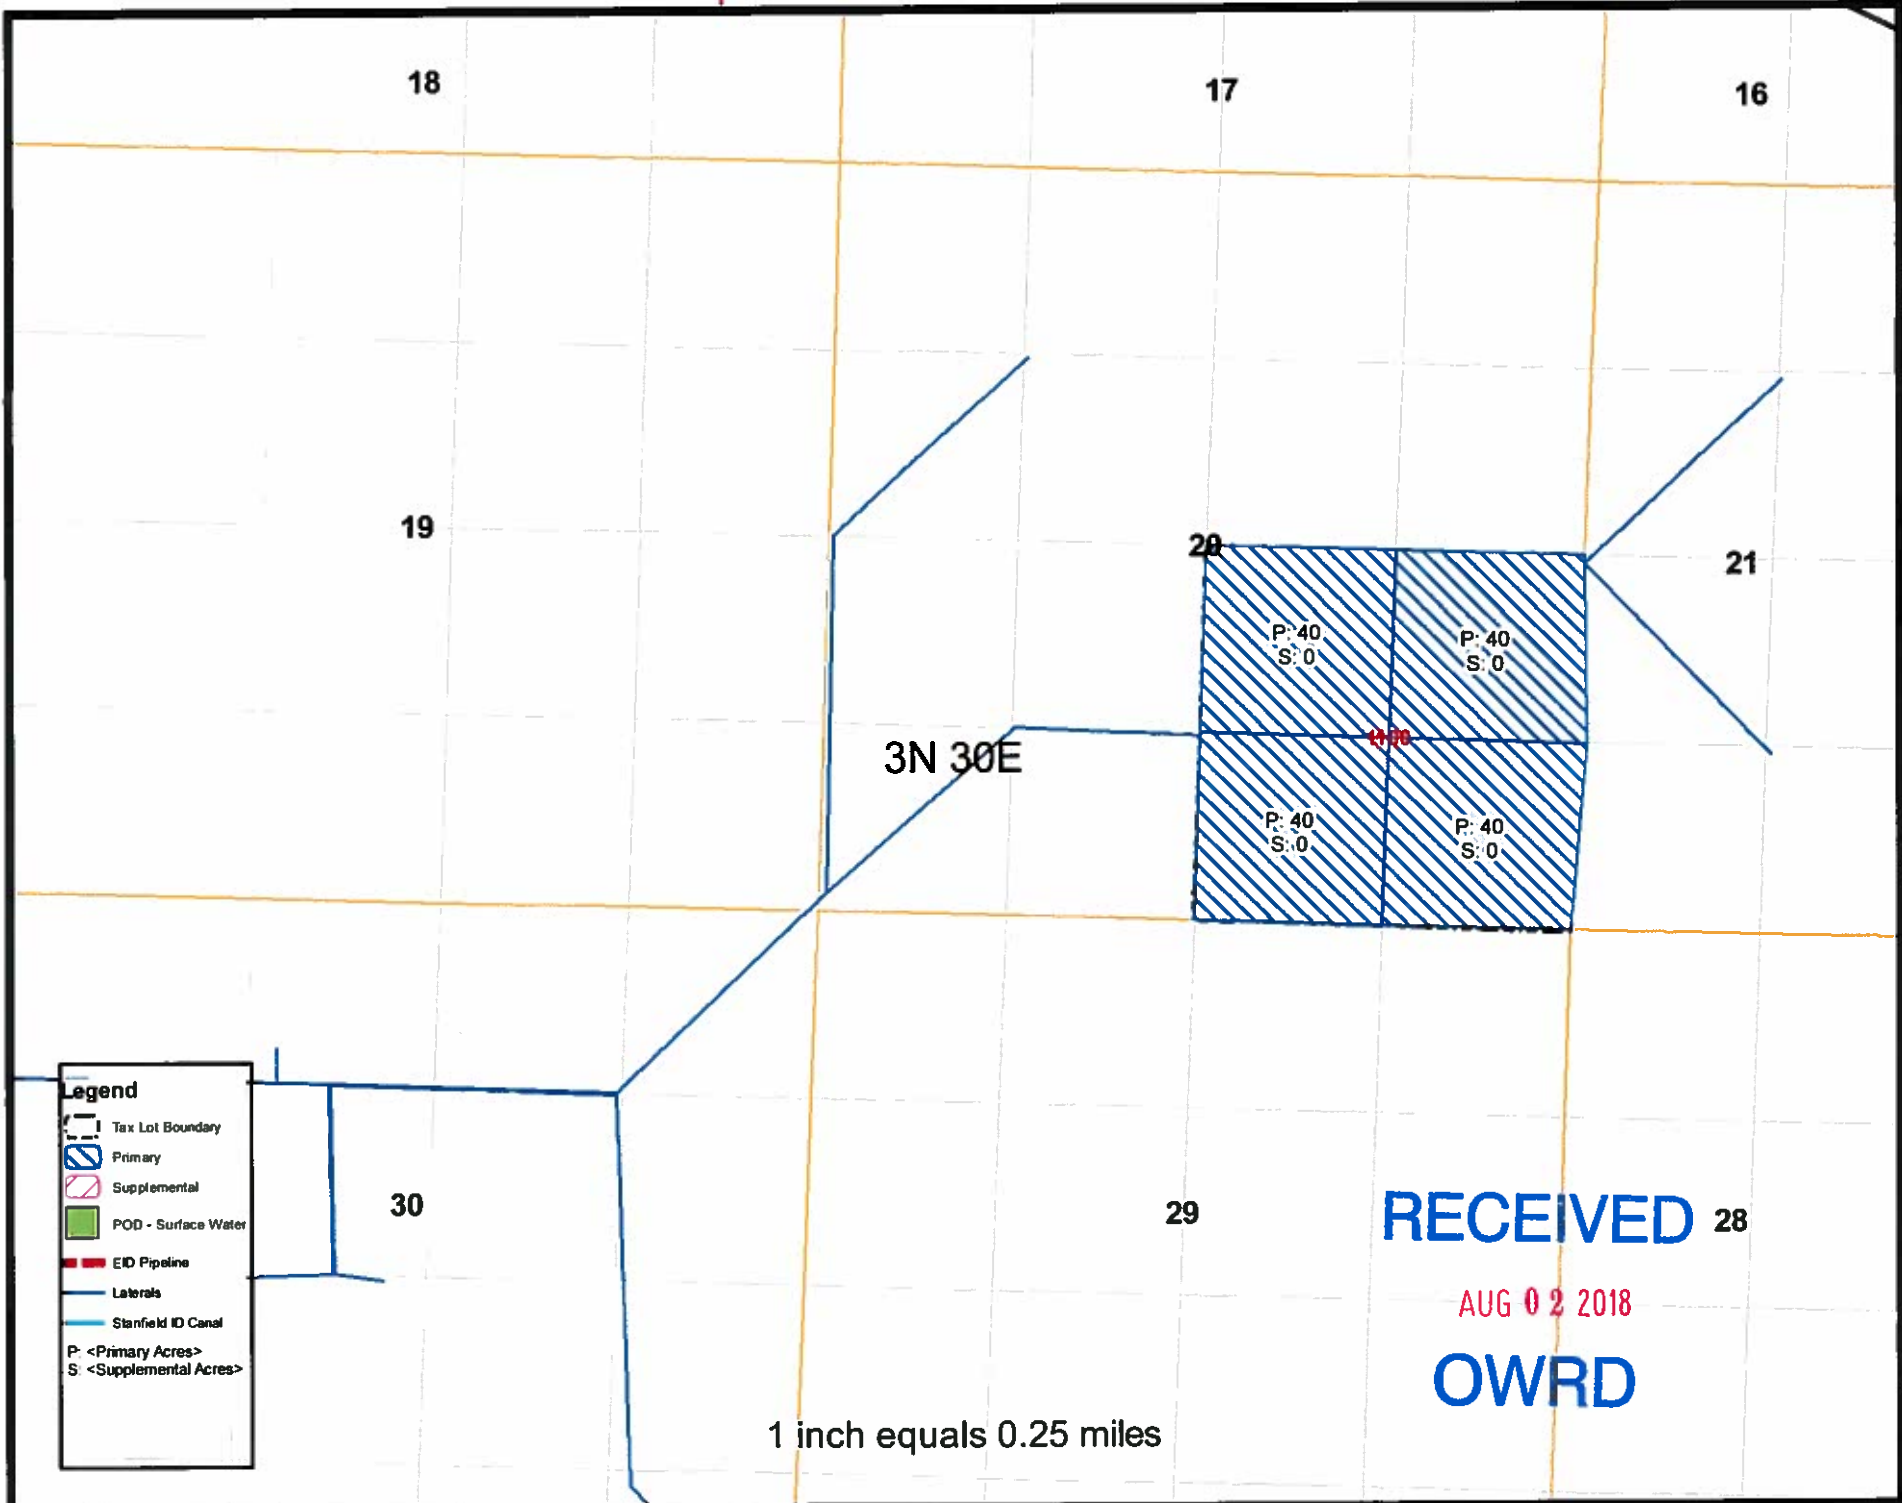 18
17
16
19
20
21
P: 40
S: 0
P: 40
S: 0
3N 30E
P: 40
S: 0
P: 40
S: 0
Legend
Tax Lot Boundary
Primary
Supplemental
POD - Surface Water
EID Pipeline
Laterals
Stanfield ID Canal
P: <Primary Acres>
S: <Supplemental Acres>
30
29
28
RECEIVED
AUG 02 2018
OWRD
1 inch equals 0.25 miles